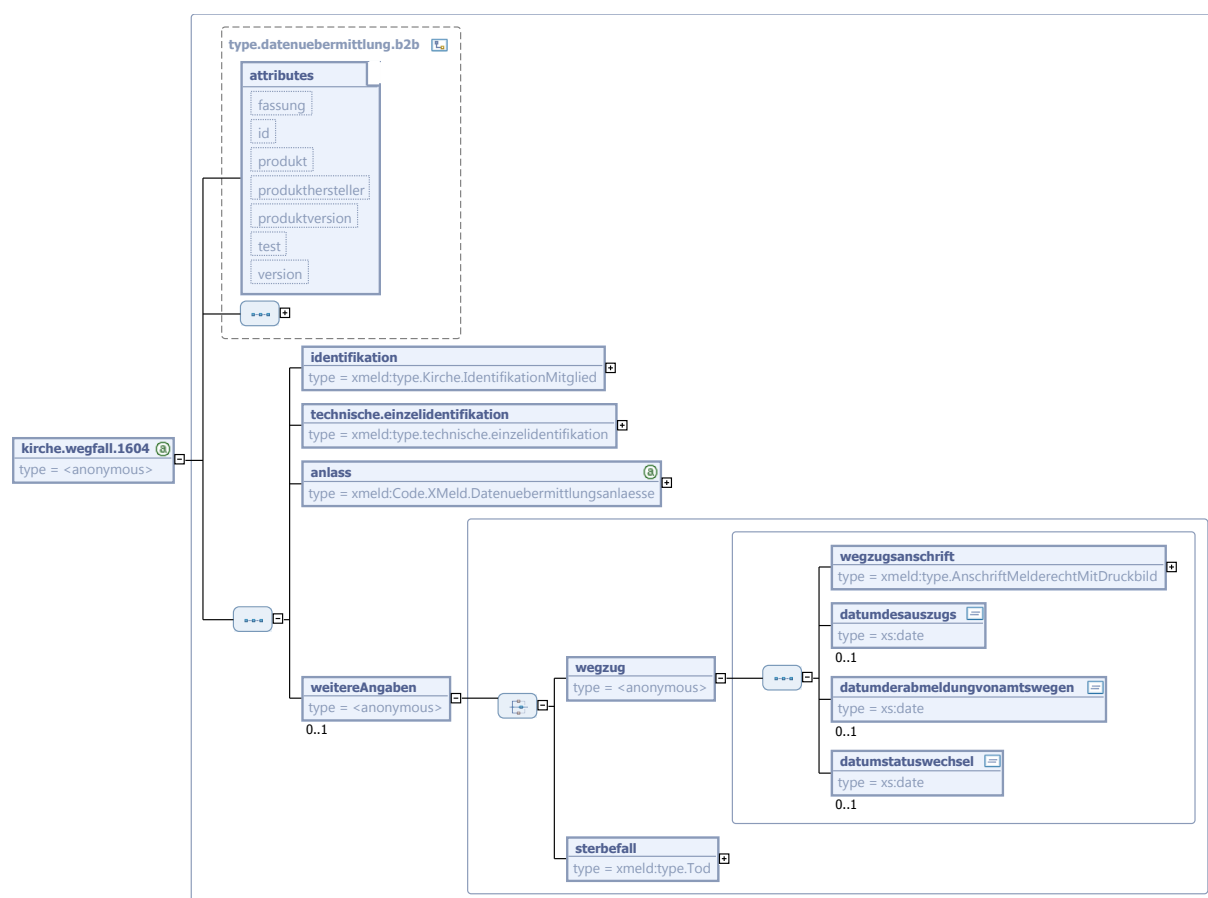 type.datenuebermittlung.b2b
attributes
fassung
id
produkt
produkthersteller
produktversion
test
version
identifikation
type = xmeld:type.Kirche.IdentifikationMitglied
technische.einzelidentifikation
type = xmeld:type.technische.einzelidentifikation
kirche.wegfall.1604 a
type = <anonymous>
anlass a
type = xmeld:Code.XMeld.Datenuebermittlungsanlaesse
weitereAngaben
type = <anonymous>
0..1
wegzug
type = <anonymous>
wegzugsanschrift
type = xmeld:type.AnschriftMelderechtMitDruckbild
datumdesauszugs
type = xs:date
0..1
datumderabmeldungvonamtswegen
type = xs:date
0..1
datumstatuswechsel
type = xs:date
0..1
sterbefall
type = xmeld:type.Tod